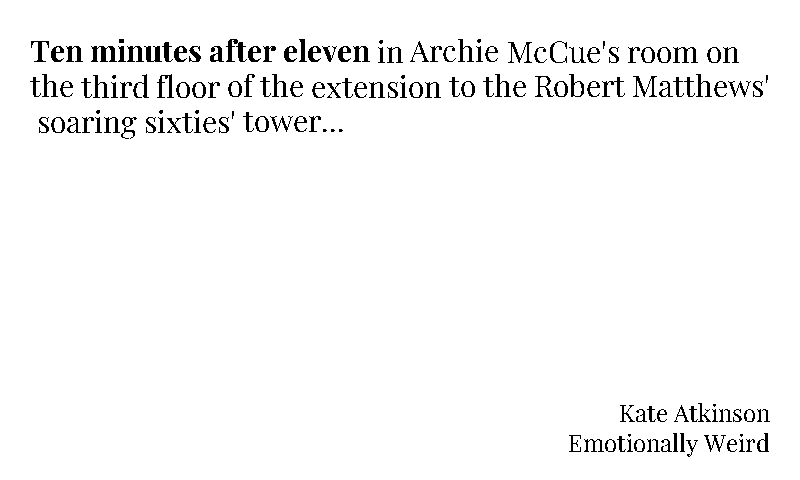 Ten minutes after eleven in Archie McCue's room on
the third floor of the extension to the Robert Matthews'
soaring sixties' tower...
Kate Atkinson
Emotionally Weird